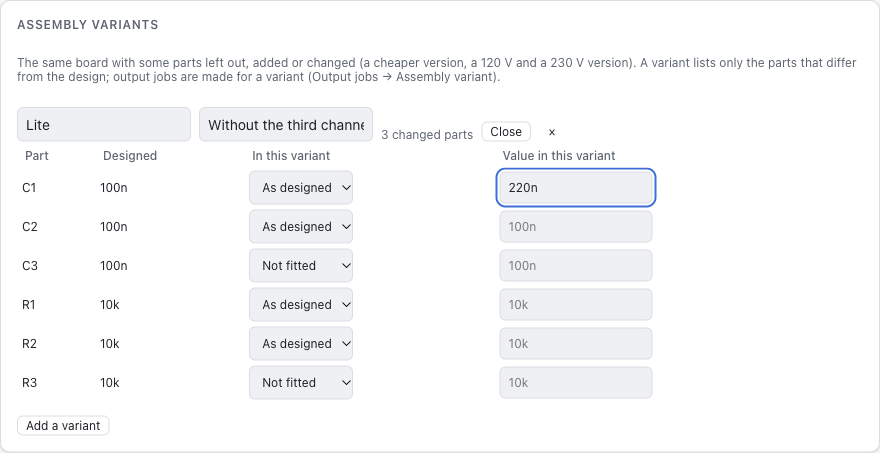 ASSEMBLY VARIANTS
The same board with some parts left out, added or changed (a cheaper version, a 120 V and a 230 V version). A variant lists only the parts that differ
from the design; output jobs are made for a variant (Output jobs → Assembly variant).
Lite Without the third channe 3 changed parts Close x
Part Designed In this variant Value in this variant
C1 100n As designed 220n
C2 100n As designed 100n
C3 100n Not fitted 100n
R1 10k As designed 10k
R2 10k As designed 10k
R3 10k Not fitted 10k
Add a variant